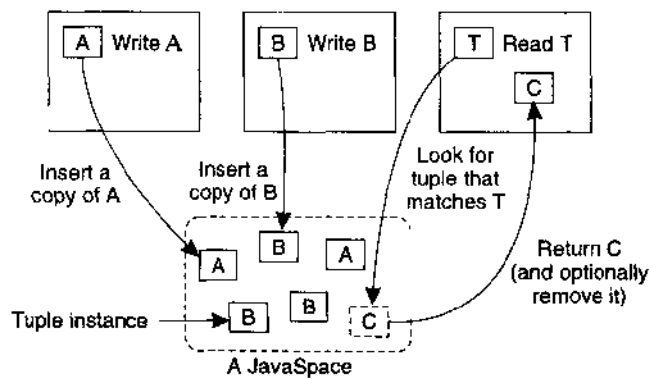 A Write A
B Write B
T Read T
C
Insert a
copy of A
Insert a
copy of B
Look for
tuple that
matches T
Return C
(and optionally
remove it)
A
B
A
Tuple instance
B
B
C
A JavaSpace